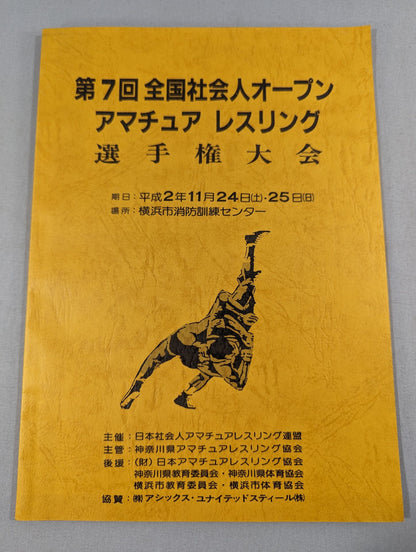 第7回 全国社会人オープン
アマチュア レスリング
選手権大会
期日：平成2年11月24日(土)・25日(日)
場所：横浜市消防訓練センター
主催：日本社会人アマチュアレスリング連盟
主管：神奈川県アマチュアレスリング協会
後援：(財)日本アマチュアレスリング協会
神奈川県教育委員会・神奈川県体育協会
横浜市教育委員会・横浜市体育協会
協賛：㈱アシックス・ユナイテッドスティール㈱